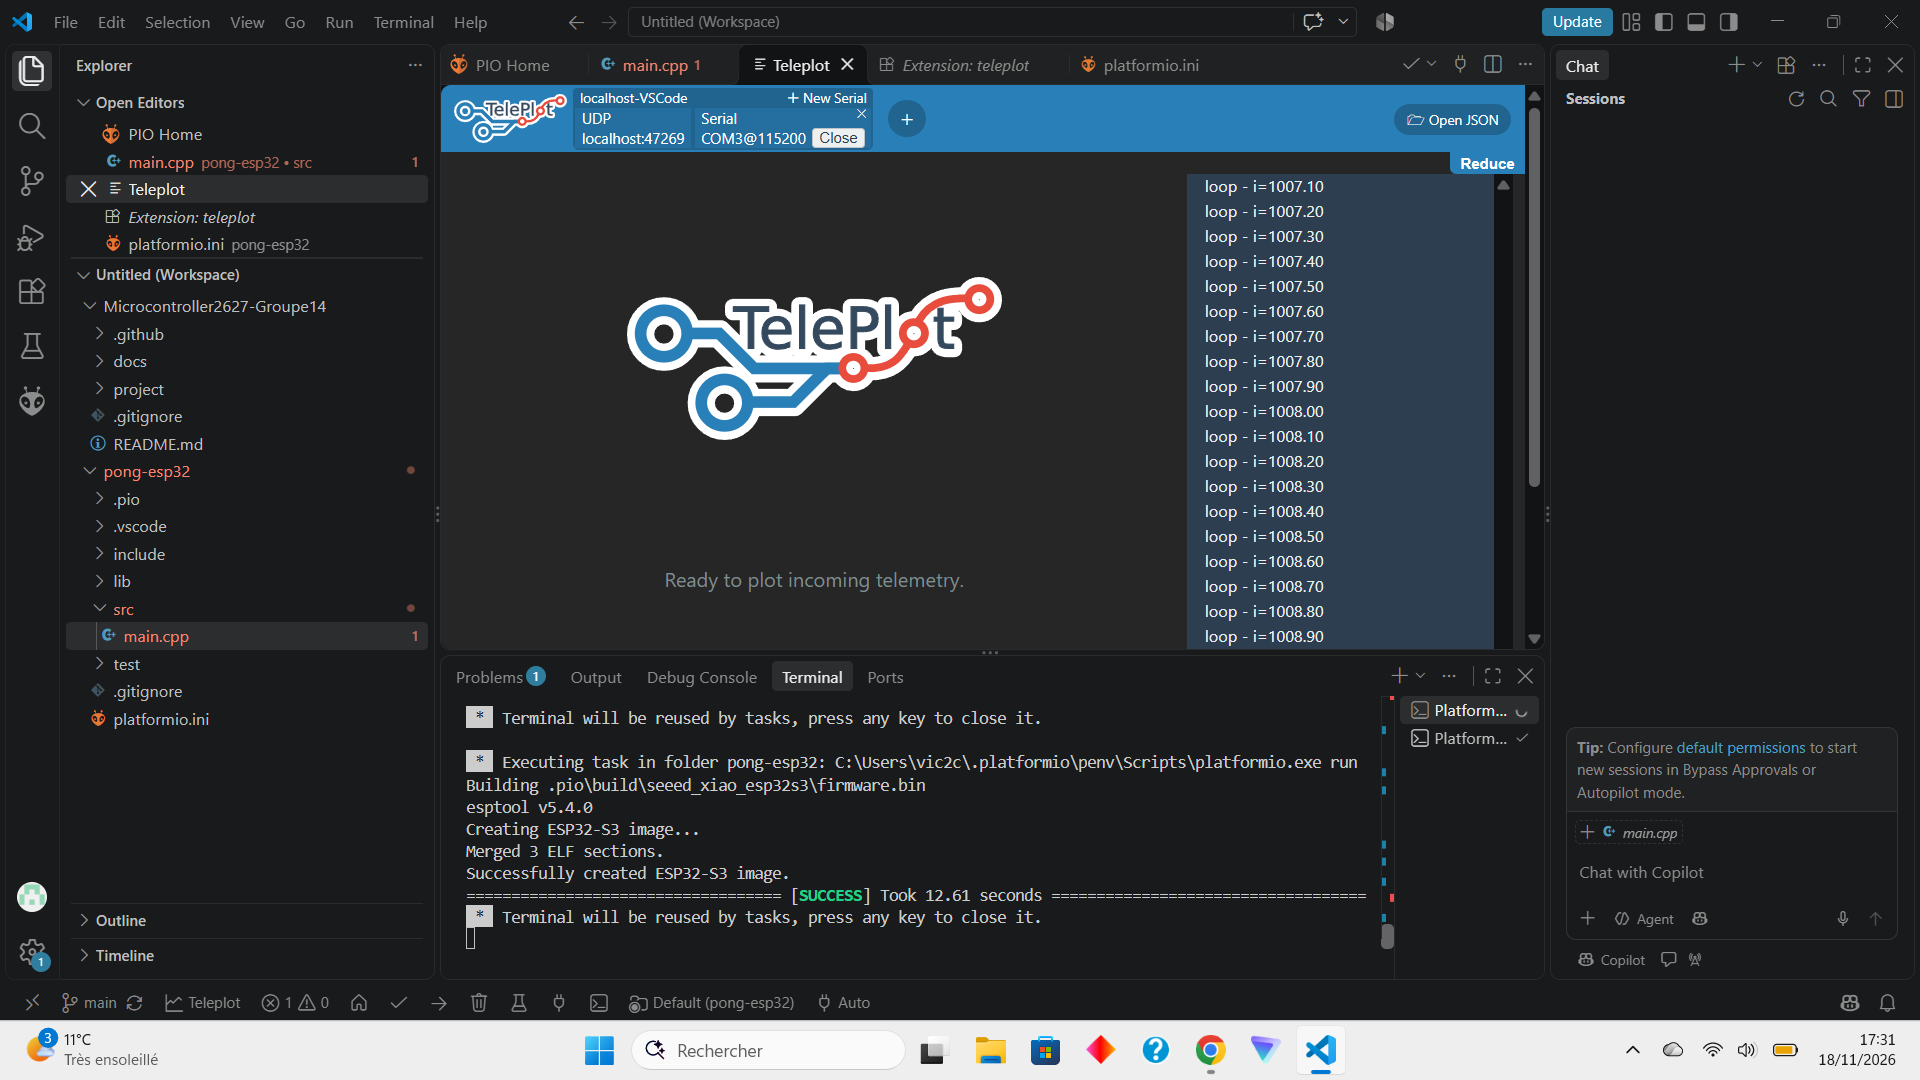 File Edit Selection View Go Run Terminal Help
Untitled (Workspace)
Update
Explorer
Open Editors
PIO Home
main.cpp pong-esp32 • src 1
Teleplot
Extension: teleplot
platformio.ini pong-esp32
Untitled (Workspace)
Microcontroller2627-Groupe14
.github
docs
project
.gitignore
README.md
pong-esp32
.pio
.vscode
include
lib
src
main.cpp 1
test
.gitignore
platformio.ini
Outline
Timeline
1
PIO Home
main.cpp 1
Teleplot
Extension: teleplot
platformio.ini
TelePlot
localhost-VSCode + New Serial
UDP
localhost:47269
Serial
COM3@115200 Close
+
Open JSON
Reduce
TelePlot
Ready to plot incoming telemetry.
loop - i=1007.10
loop - i=1007.20
loop - i=1007.30
loop - i=1007.40
loop - i=1007.50
loop - i=1007.60
loop - i=1007.70
loop - i=1007.80
loop - i=1007.90
loop - i=1008.00
loop - i=1008.10
loop - i=1008.20
loop - i=1008.30
loop - i=1008.40
loop - i=1008.50
loop - i=1008.60
loop - i=1008.70
loop - i=1008.80
loop - i=1008.90
Problems 1 Output Debug Console Terminal Ports
* Terminal will be reused by tasks, press any key to close it.
* Executing task in folder pong-esp32: C:\Users\vic2c\.platformio\penv\Scripts\platformio.exe run
Building .pio\build\seeed_xiao_esp32s3\firmware.bin
esptool v5.4.0
Creating ESP32-S3 image...
Merged 3 ELF sections.
Successfully created ESP32-S3 image.
=================================== [SUCCESS] Took 12.61 seconds ===================================
* Terminal will be reused by tasks, press any key to close it.
Platform...
Platform...
Chat
Sessions
Tip: Configure default permissions to start
new sessions in Bypass Approvals or
Autopilot mode.
main.cpp
Chat with Copilot
Agent
Copilot
main Teleplot 1 0 Default (pong-esp32) Auto
3
11°C
Très ensoleillé
Rechercher
17:31
18/11/2026